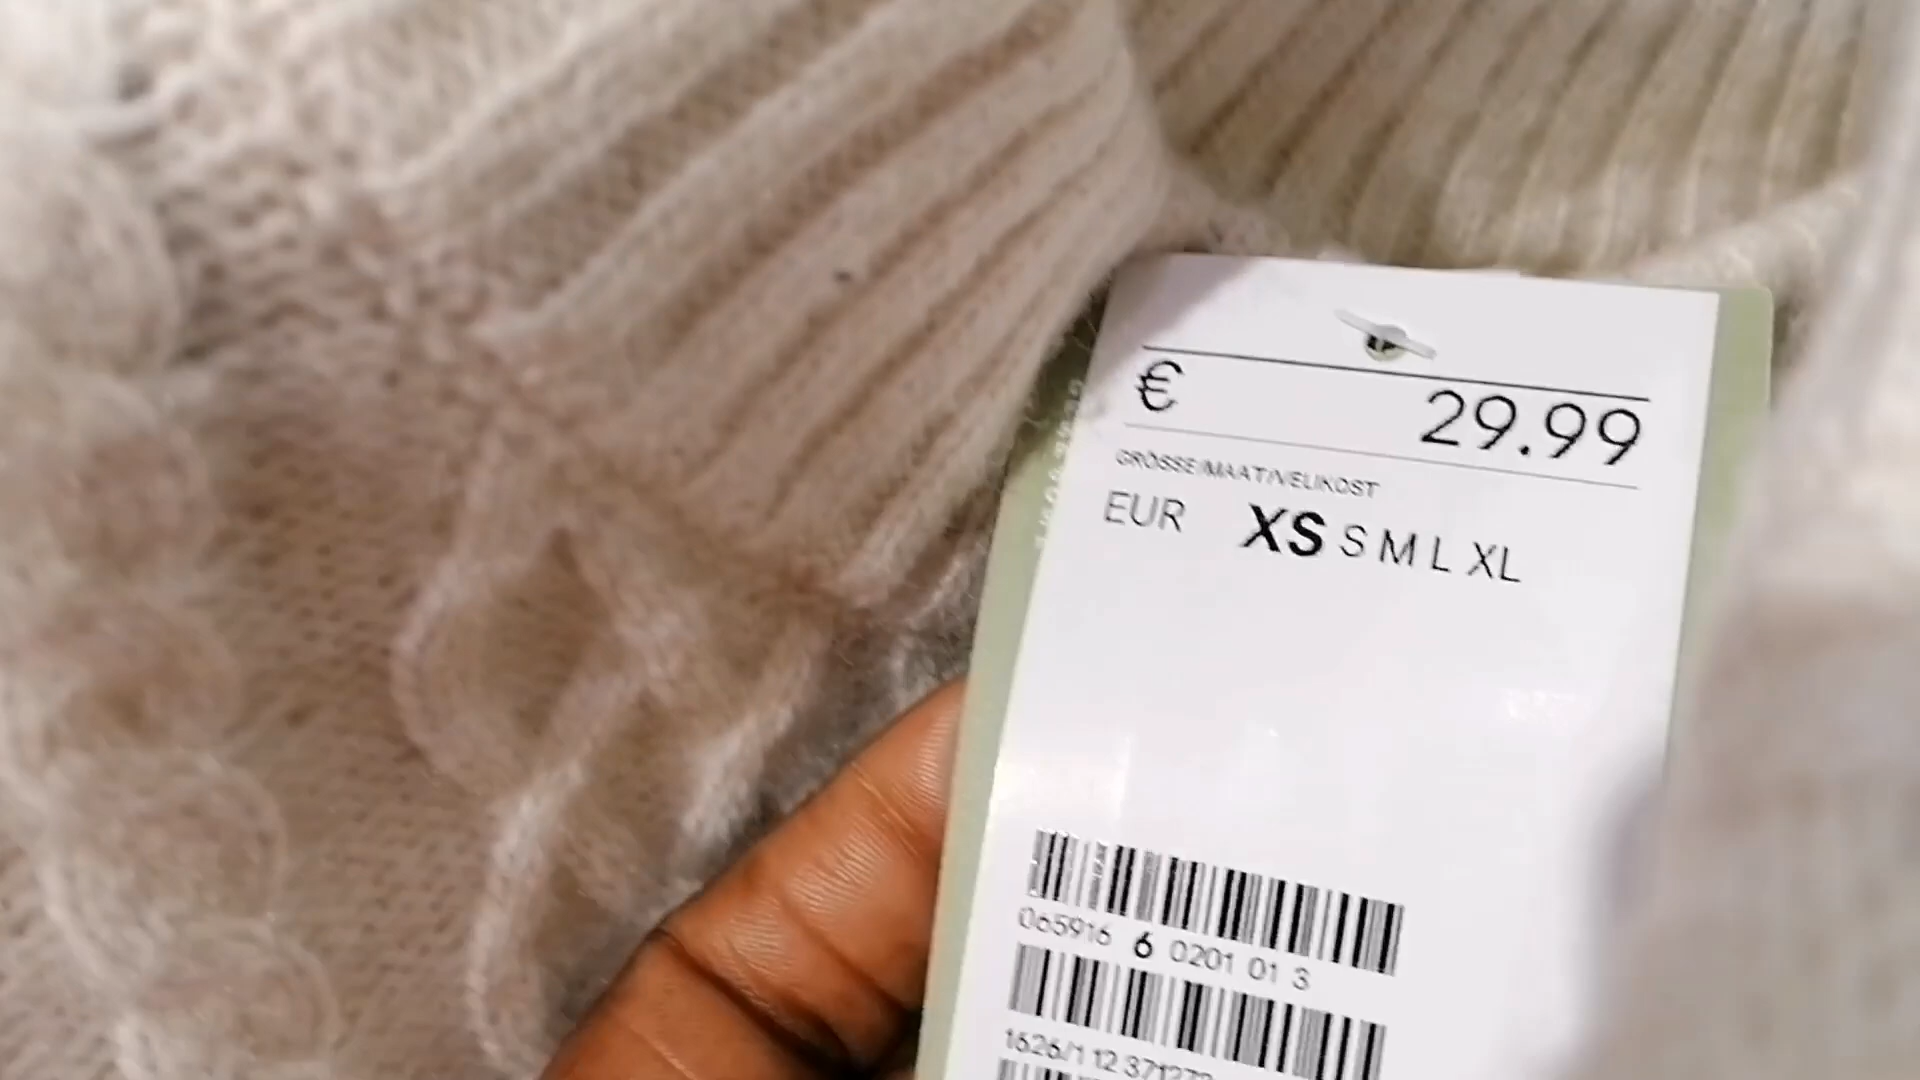 € 29.99
GRÖSSE/MAAT/VELIKOST
EUR XS S M L XL
065916 6 0201 01 3